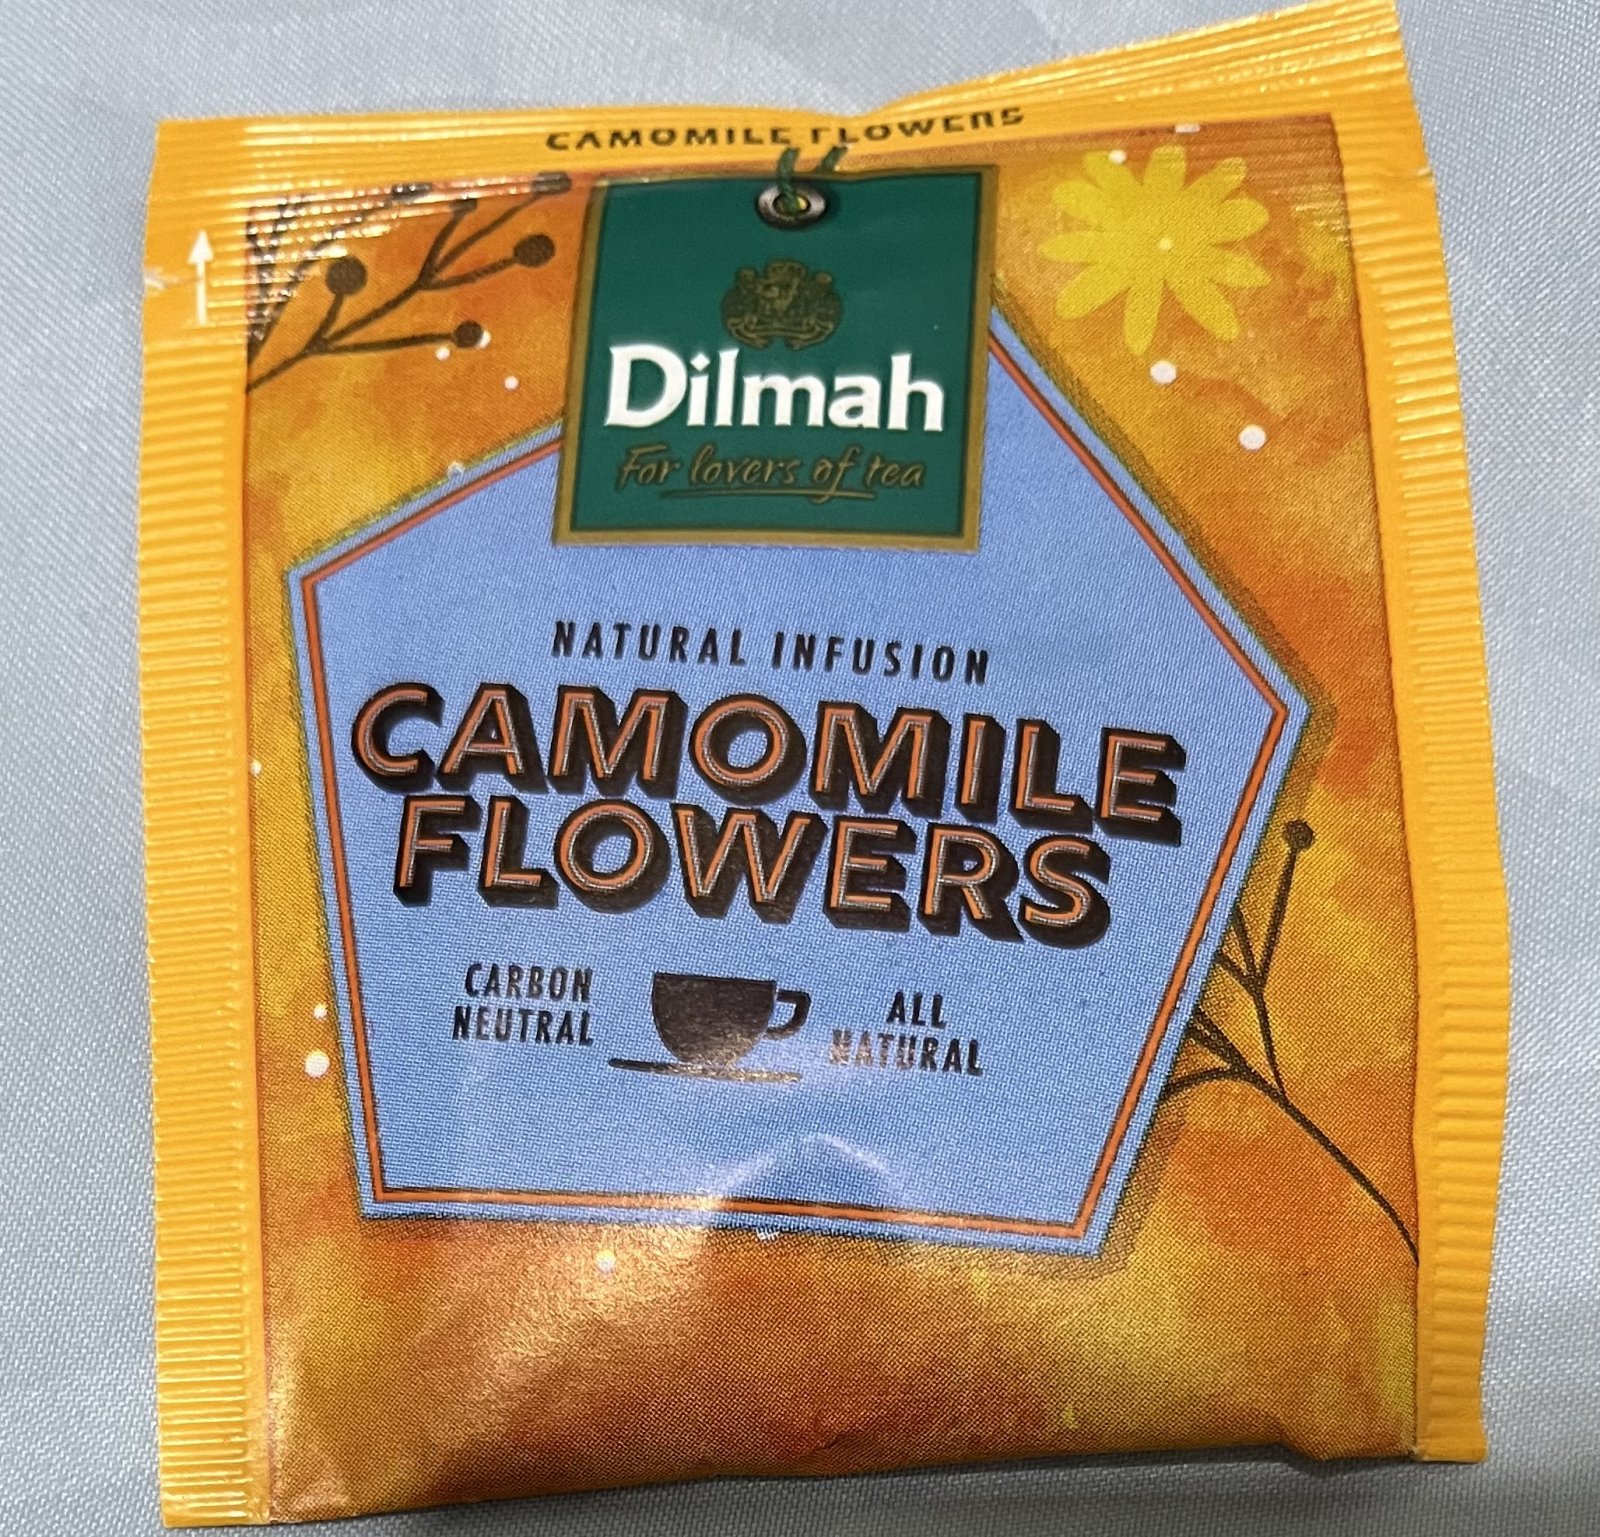 CAMOMILE FLOWERS
Dilmah
For lovers of tea
NATURAL INFUSION
CAMOMILE
FLOWERS
CARBON
NEUTRAL
ALL
NATURAL